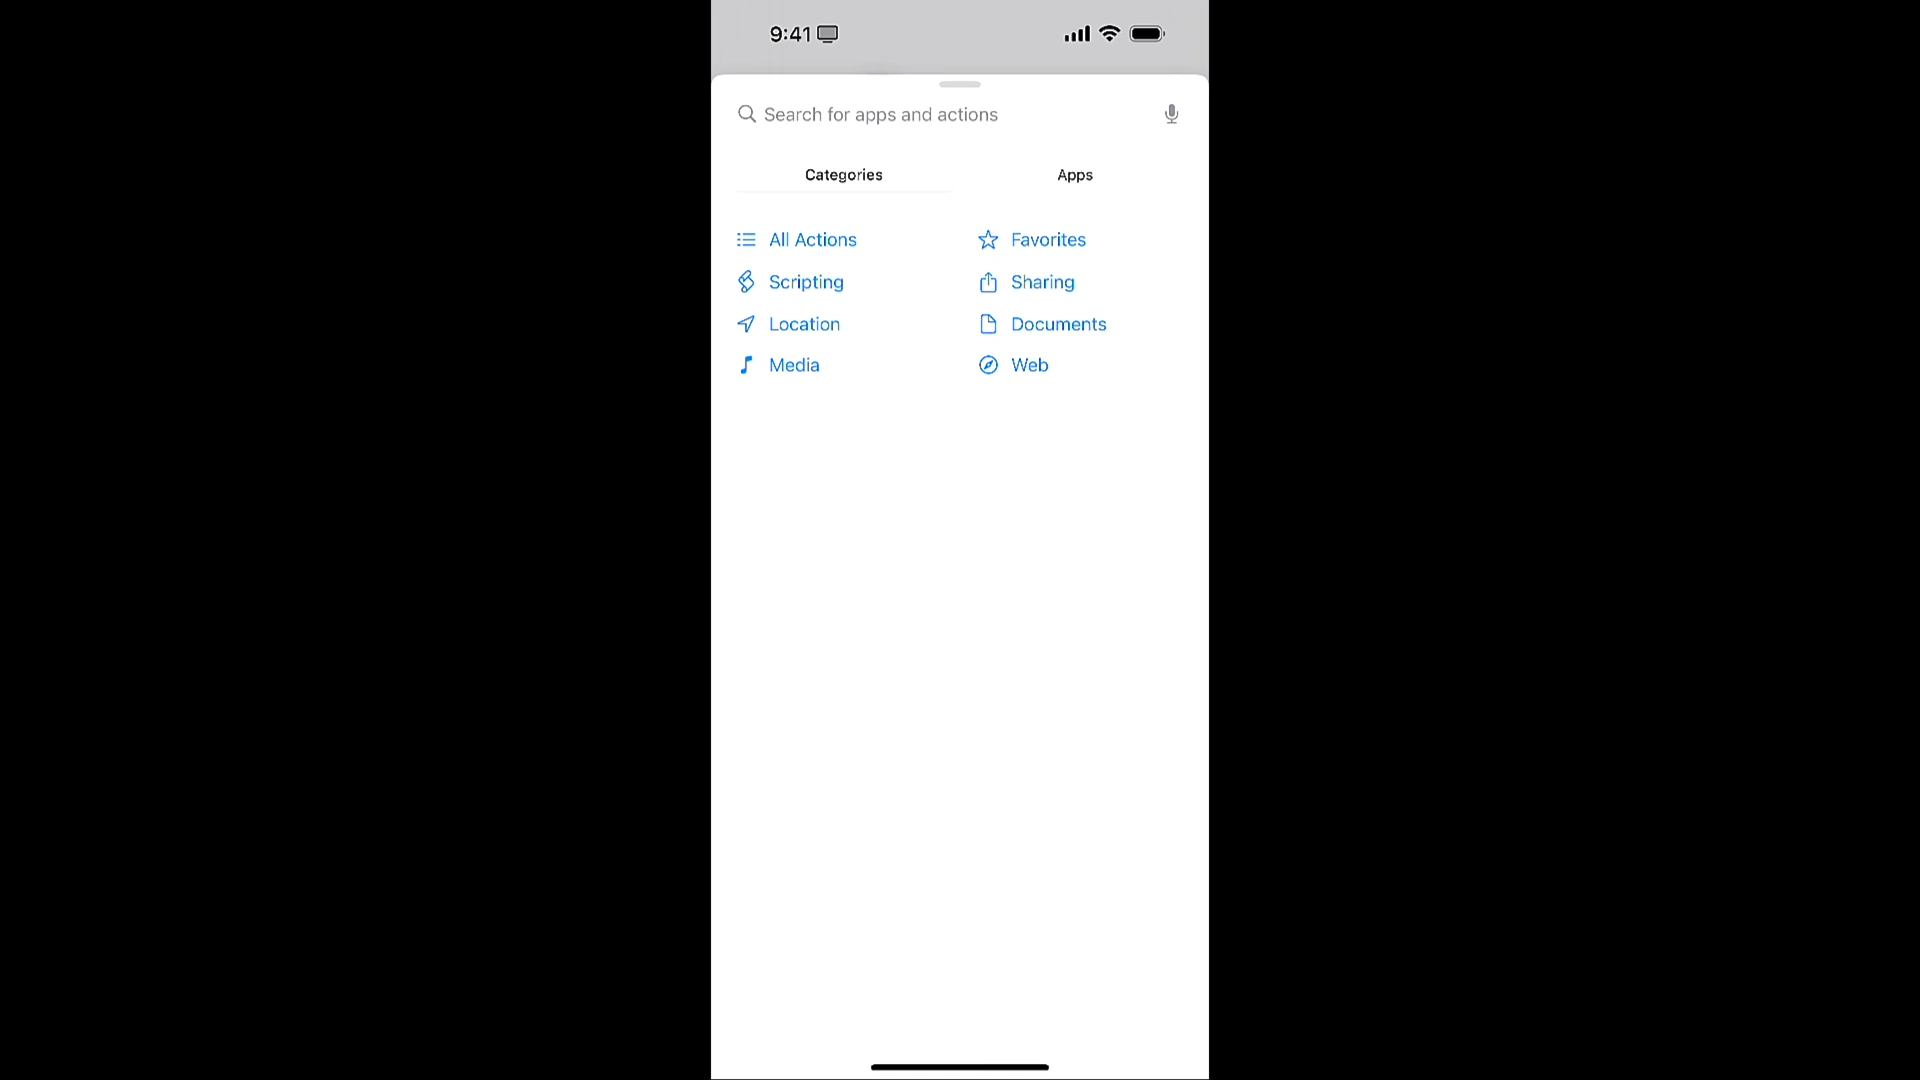 9:41
Search for apps and actions
Categories
Apps
All Actions
Favorites
Scripting
Sharing
Location
Documents
Media
Web